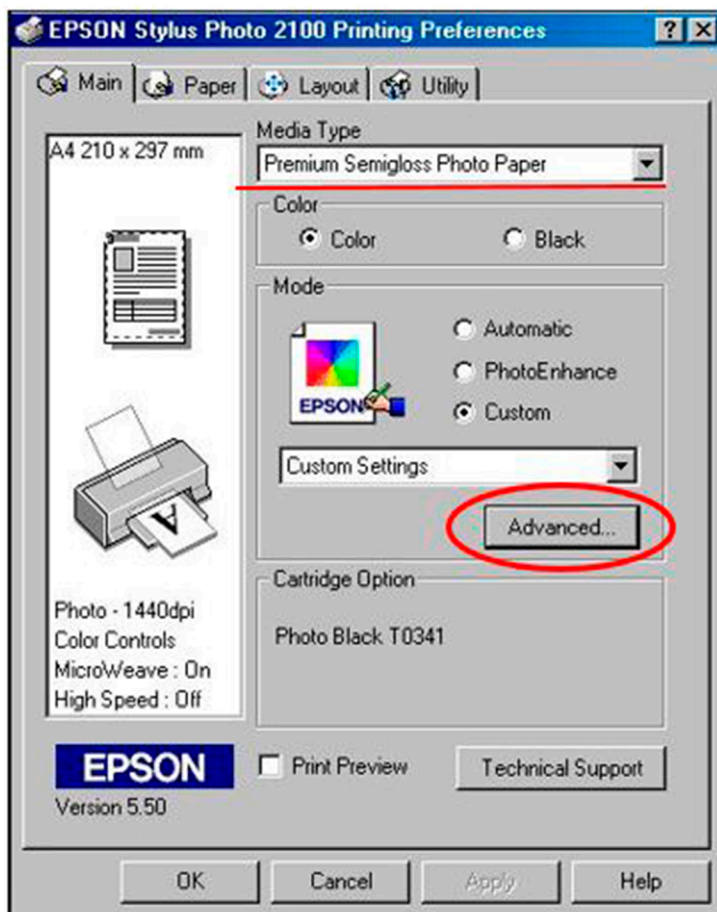 EPSON Stylus Photo 2100 Printing Preferences
Main
Paper
Layout
Utility
A4 210 x 297 mm
Media Type
Premium Semigloss Photo Paper
Color
Color
Black
Mode
Automatic
PhotoEnhance
EPSON
Custom
Custom Settings
Advanced...
Cartridge Option
Photo Black T0341
A
Photo - 1440dpi
Color Controls
MicroWeave : On
High Speed : Off
EPSON
Version 5.50
Print Preview
Technical Support
OK
Cancel
Apply
Help